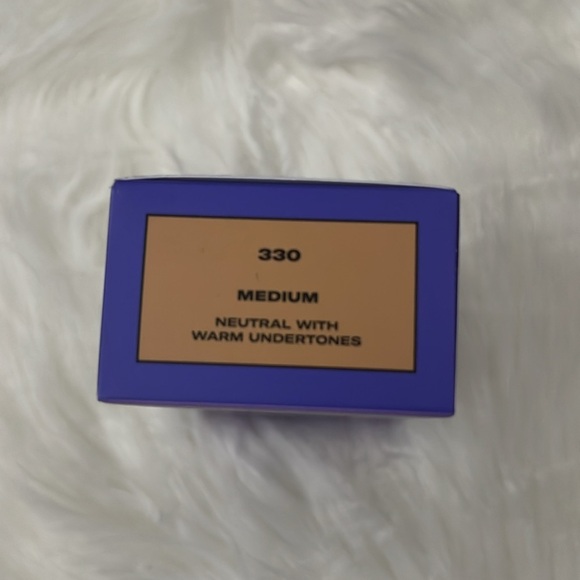 330
MEDIUM
NEUTRAL WITH
WARM UNDERTONES